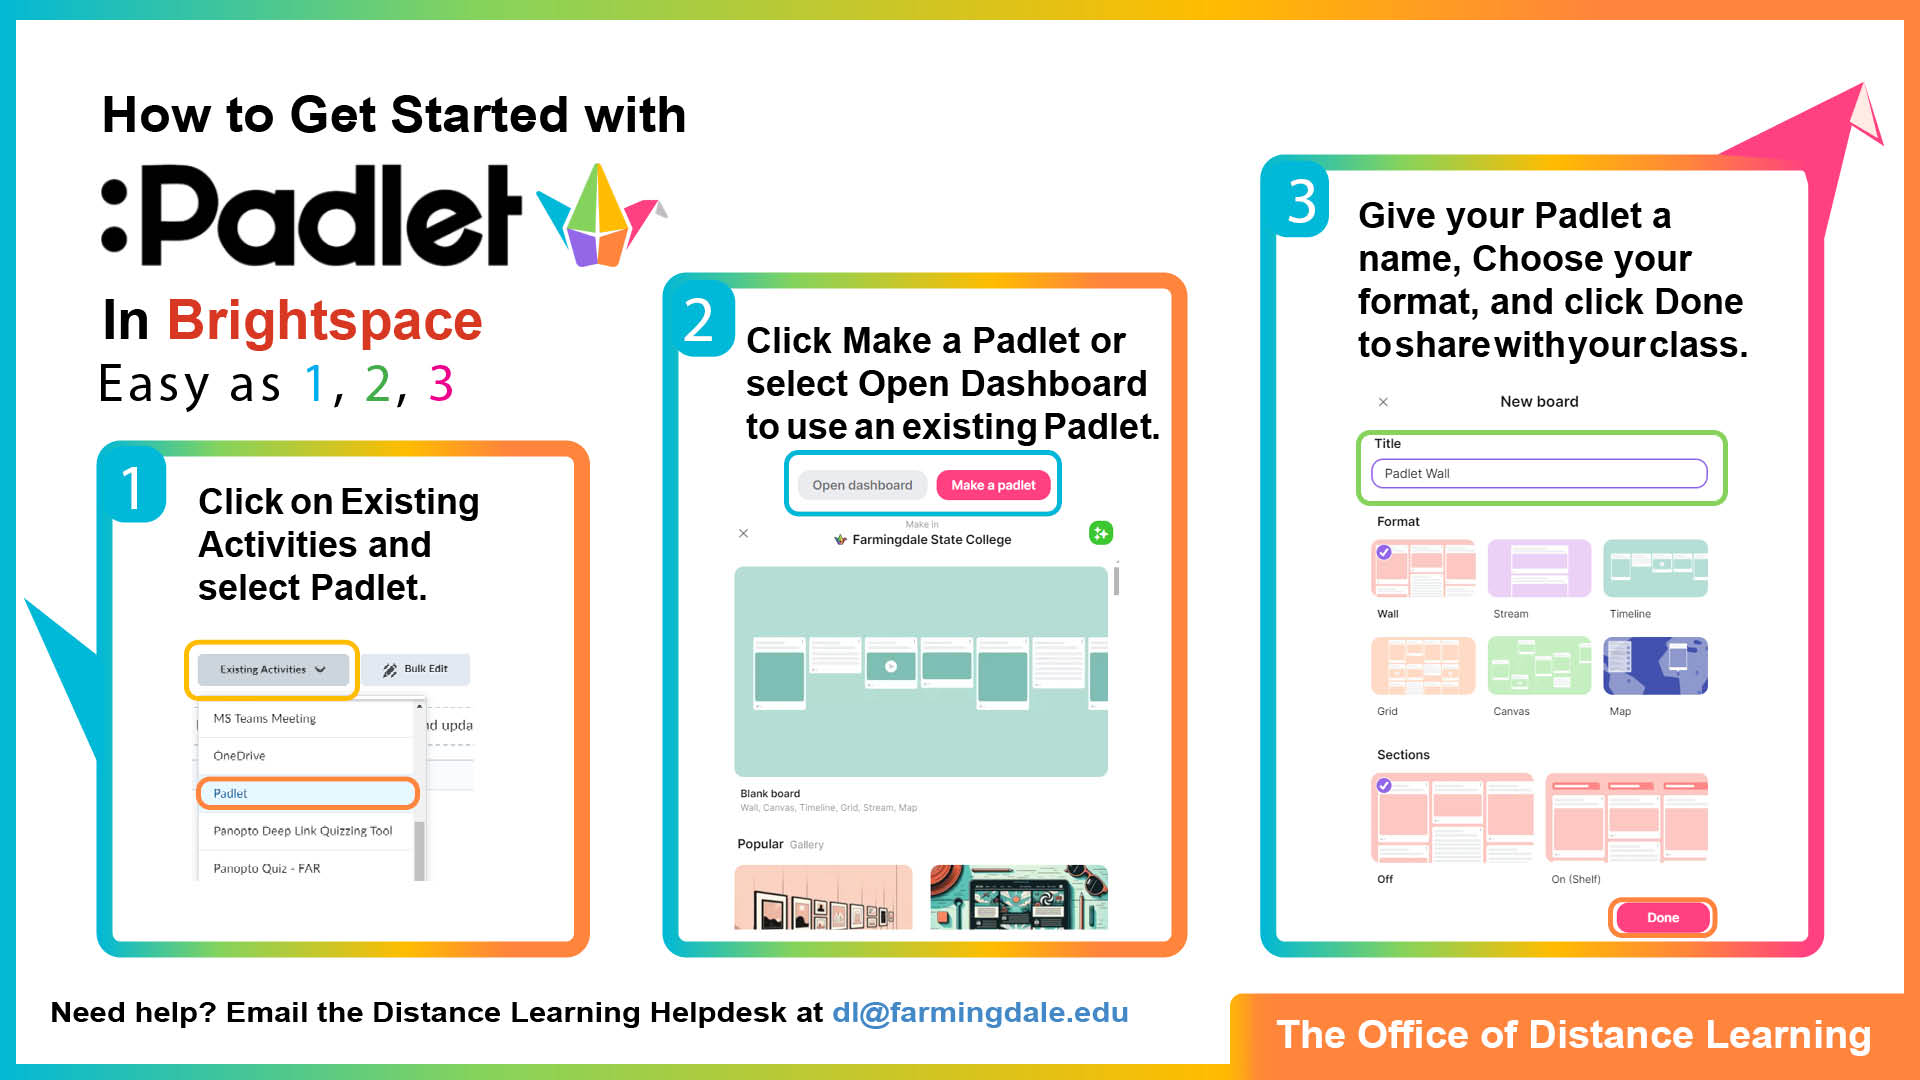 How to Get Started with
:Padlet
In Brightspace
Easy as 1, 2, 3
1
Click on Existing
Activities and
select Padlet.
Existing Activities
Bulk Edit
MS Teams Meeting
nd upda
OneDrive
Padlet
Panopto Deep Link Quizzing Tool
Panopto Quiz - FAR
2
Click Make a Padlet or
select Open Dashboard
to use an existing Padlet.
Open dashboard
Make a padlet
Make in
Farmingdale State College
Blank board
Wall, Canvas, Timeline, Grid, Stream, Map
Popular Gallery
3
Give your Padlet a
name, Choose your
format, and click Done
to share with your class.
New board
Title
Padlet Wall
Format
Wall
Stream
Timeline
Grid
Canvas
Map
Sections
Off
On (Shelf)
Done
Need help? Email the Distance Learning Helpdesk at dl@farmingdale.edu
The Office of Distance Learning